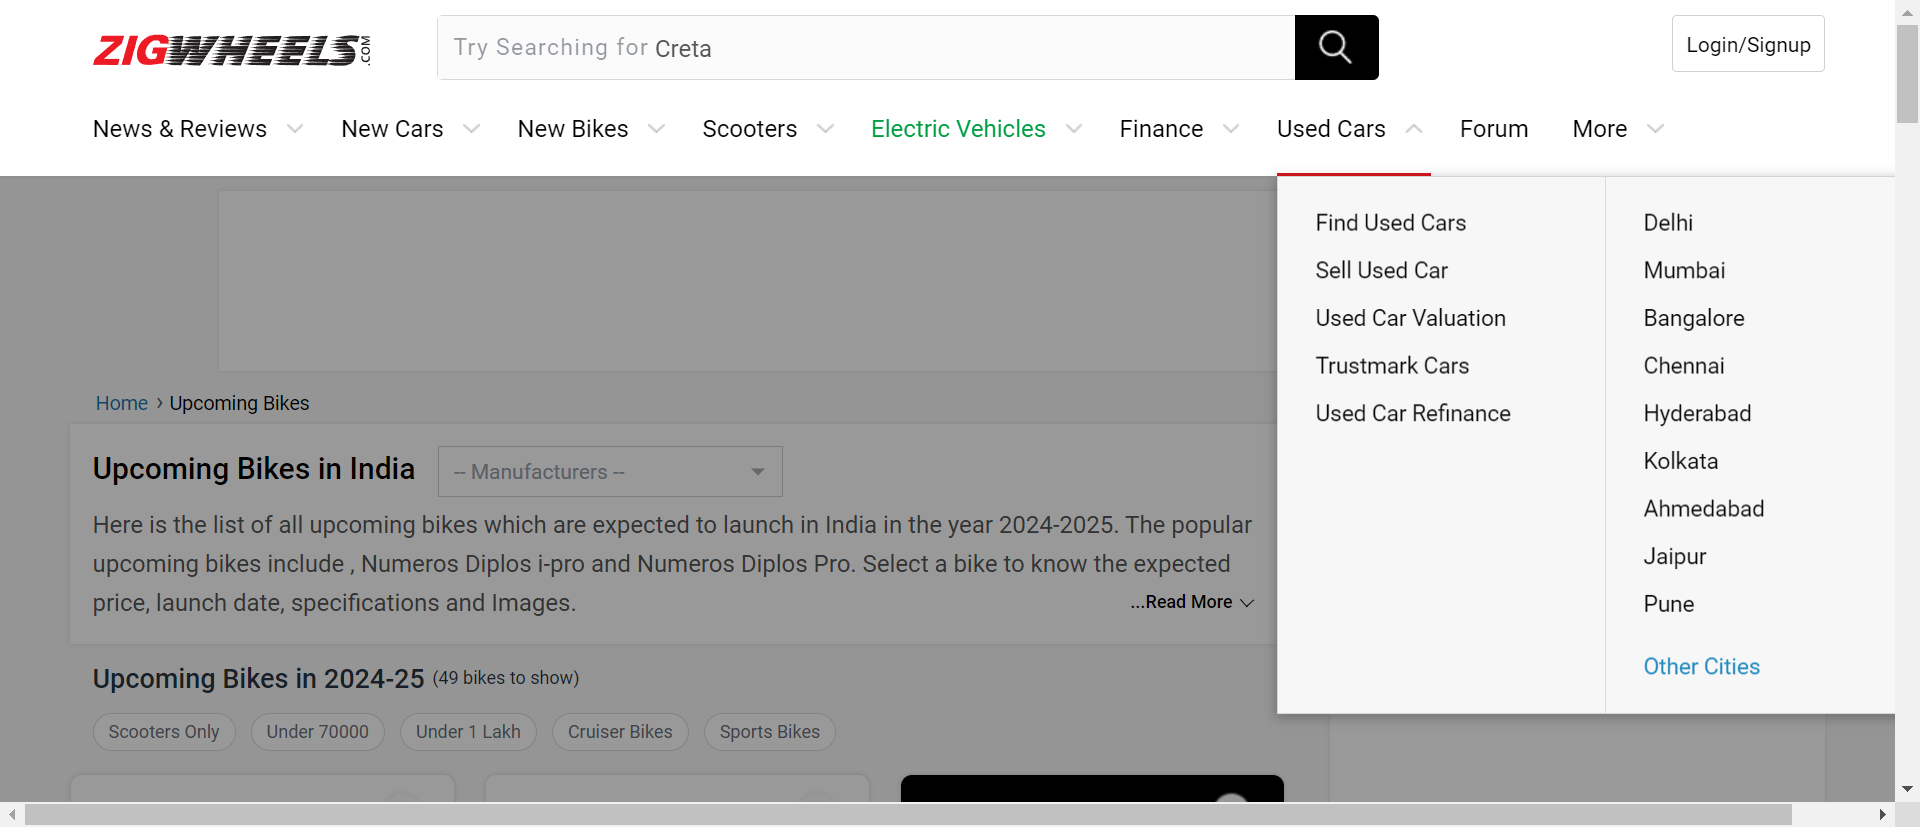 ZIGWHEELS.COM
Try Searching for Creta
Login/Signup
News & Reviews
New Cars
New Bikes
Scooters
Electric Vehicles
Finance
Used Cars
Forum
More
Find Used Cars
Sell Used Car
Used Car Valuation
Trustmark Cars
Used Car Refinance
Delhi
Mumbai
Bangalore
Chennai
Hyderabad
Kolkata
Ahmedabad
Jaipur
Pune
Other Cities
Home › Upcoming Bikes
Upcoming Bikes in India
-- Manufacturers --
Here is the list of all upcoming bikes which are expected to launch in India in the year 2024-2025. The popular
upcoming bikes include , Numeros Diplos i-pro and Numeros Diplos Pro. Select a bike to know the expected
price, launch date, specifications and Images.
...Read More
Upcoming Bikes in 2024-25 (49 bikes to show)
Scooters Only
Under 70000
Under 1 Lakh
Cruiser Bikes
Sports Bikes